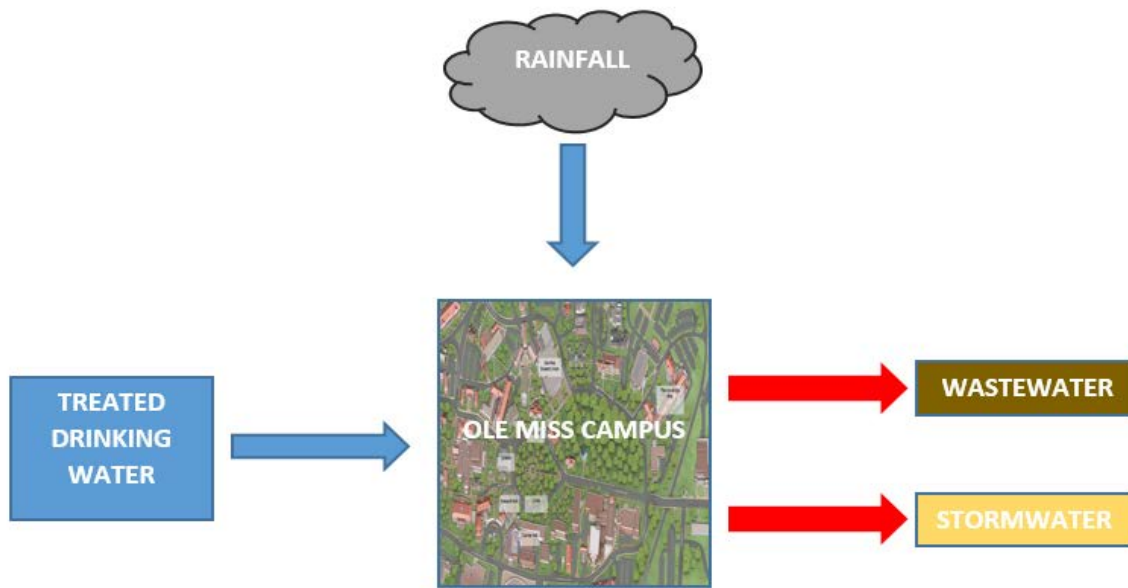 RAINFALL
TREATED
DRINKING
WATER
OLE MISS CAMPUS
WASTEWATER
STORMWATER